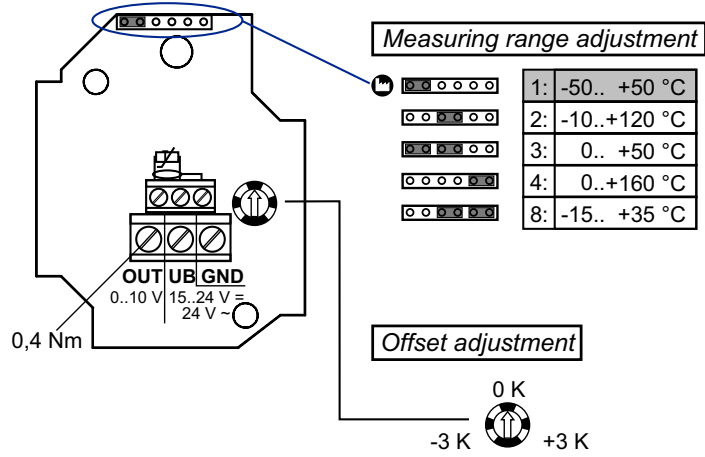 Measuring range adjustment
1: -50.. +50 °C
2: -10..+120 °C
3: 0.. +50 °C
4: 0..+160 °C
8: -15.. +35 °C
OUT UB GND
0..10 V 15..24 V =
24 V ~
0,4 Nm
Offset adjustment
0 K
-3 K +3 K